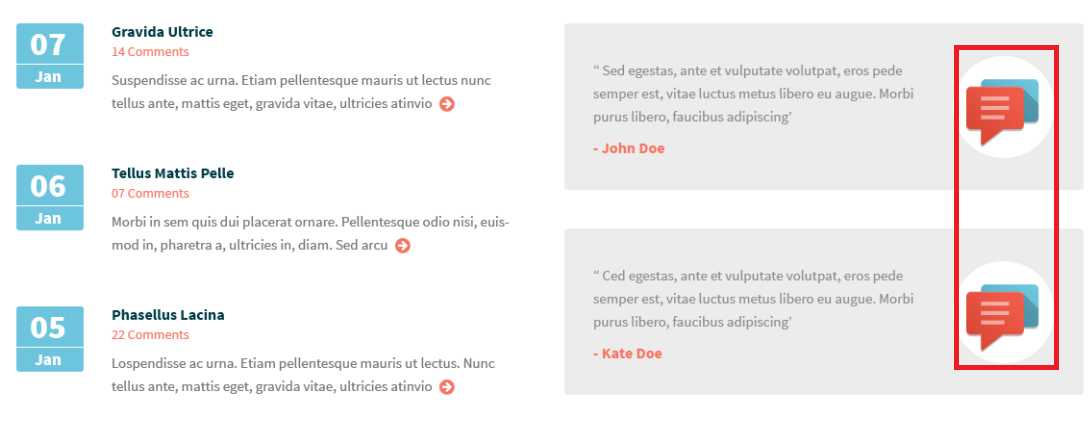 07
Jan
Gravida Ultrice
14 Comments
Suspendisse ac urna. Etiam pellentesque mauris ut lectus nunc
tellus ante, mattis eget, gravida vitae, ultricies atinvio
06
Jan
Tellus Mattis Pelle
07 Comments
Morbi in sem quis dui placerat ornare. Pellentesque odio nisi, euis-
mod in, pharetra a, ultricies in, diam. Sed arcu
05
Jan
Phasellus Lacina
22 Comments
Lospendisse ac urna. Etiam pellentesque mauris ut lectus. Nunc
tellus ante, mattis eget, gravida vitae, ultricies atinvio
“ Sed egestas, ante et vulputate volutpat, eros pede
semper est, vitae luctus metus libero eu augue. Morbi
purus libero, faucibus adipiscing’
- John Doe
“ Ced egestas, ante et vulputate volutpat, eros pede
semper est, vitae luctus metus libero eu augue. Morbi
purus libero, faucibus adipiscing’
- Kate Doe